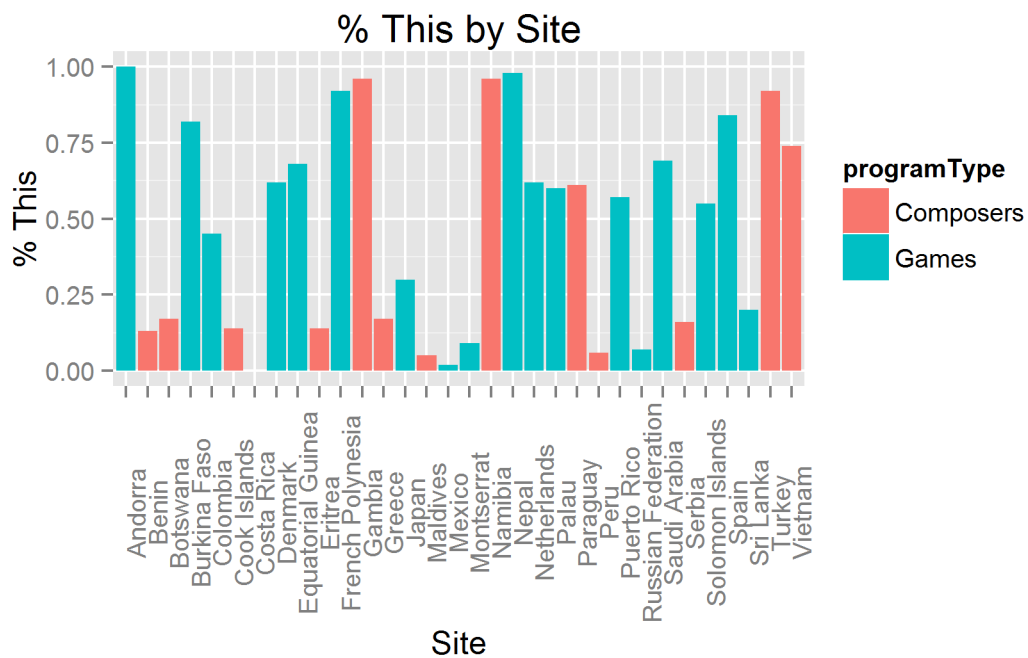 % This by Site
1.00
0.75
0.50
0.25
0.00
% This
Andorra
Benin
Botswana
Burkina Faso
Colombia
Cook Islands
Costa Rica
Denmark
Equatorial Guinea
Eritrea
French Polynesia
Gambia
Greece
Japan
Maldives
Mexico
Montserrat
Namibia
Nepal
Netherlands
Palau
Paraguay
Peru
Puerto Rico
Russian Federation
Saudi Arabia
Serbia
Solomon Islands
Spain
Sri Lanka
Turkey
Vietnam
Site
programType
Composers
Games